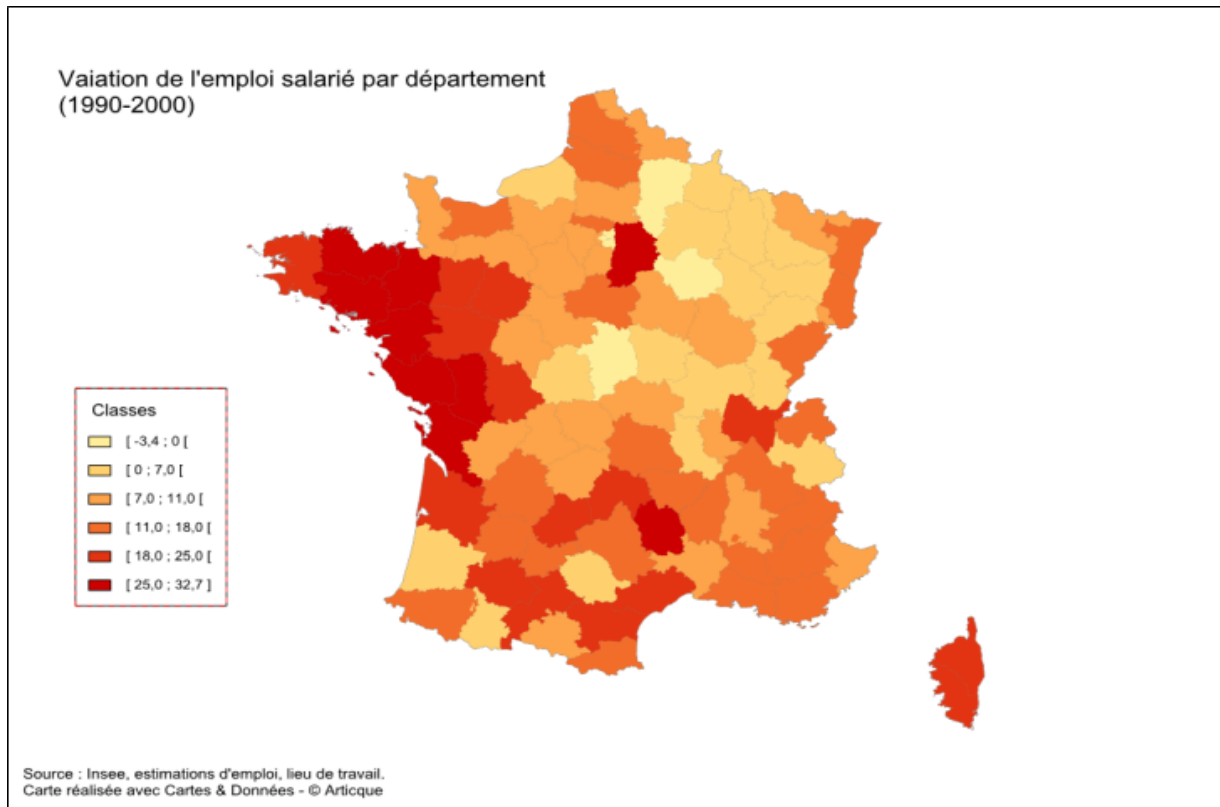 Vaiation de l'emploi salarié par département
(1990-2000)
Classes
[ -3,4 ; 0 [
[ 0 ; 7,0 [
[ 7,0 ; 11,0 [
[ 11,0 ; 18,0 [
[ 18,0 ; 25,0 [
[ 25,0 ; 32,7 ]
Source : Insee, estimations d'emploi, lieu de travail.
Carte réalisée avec Cartes & Données - © Articque